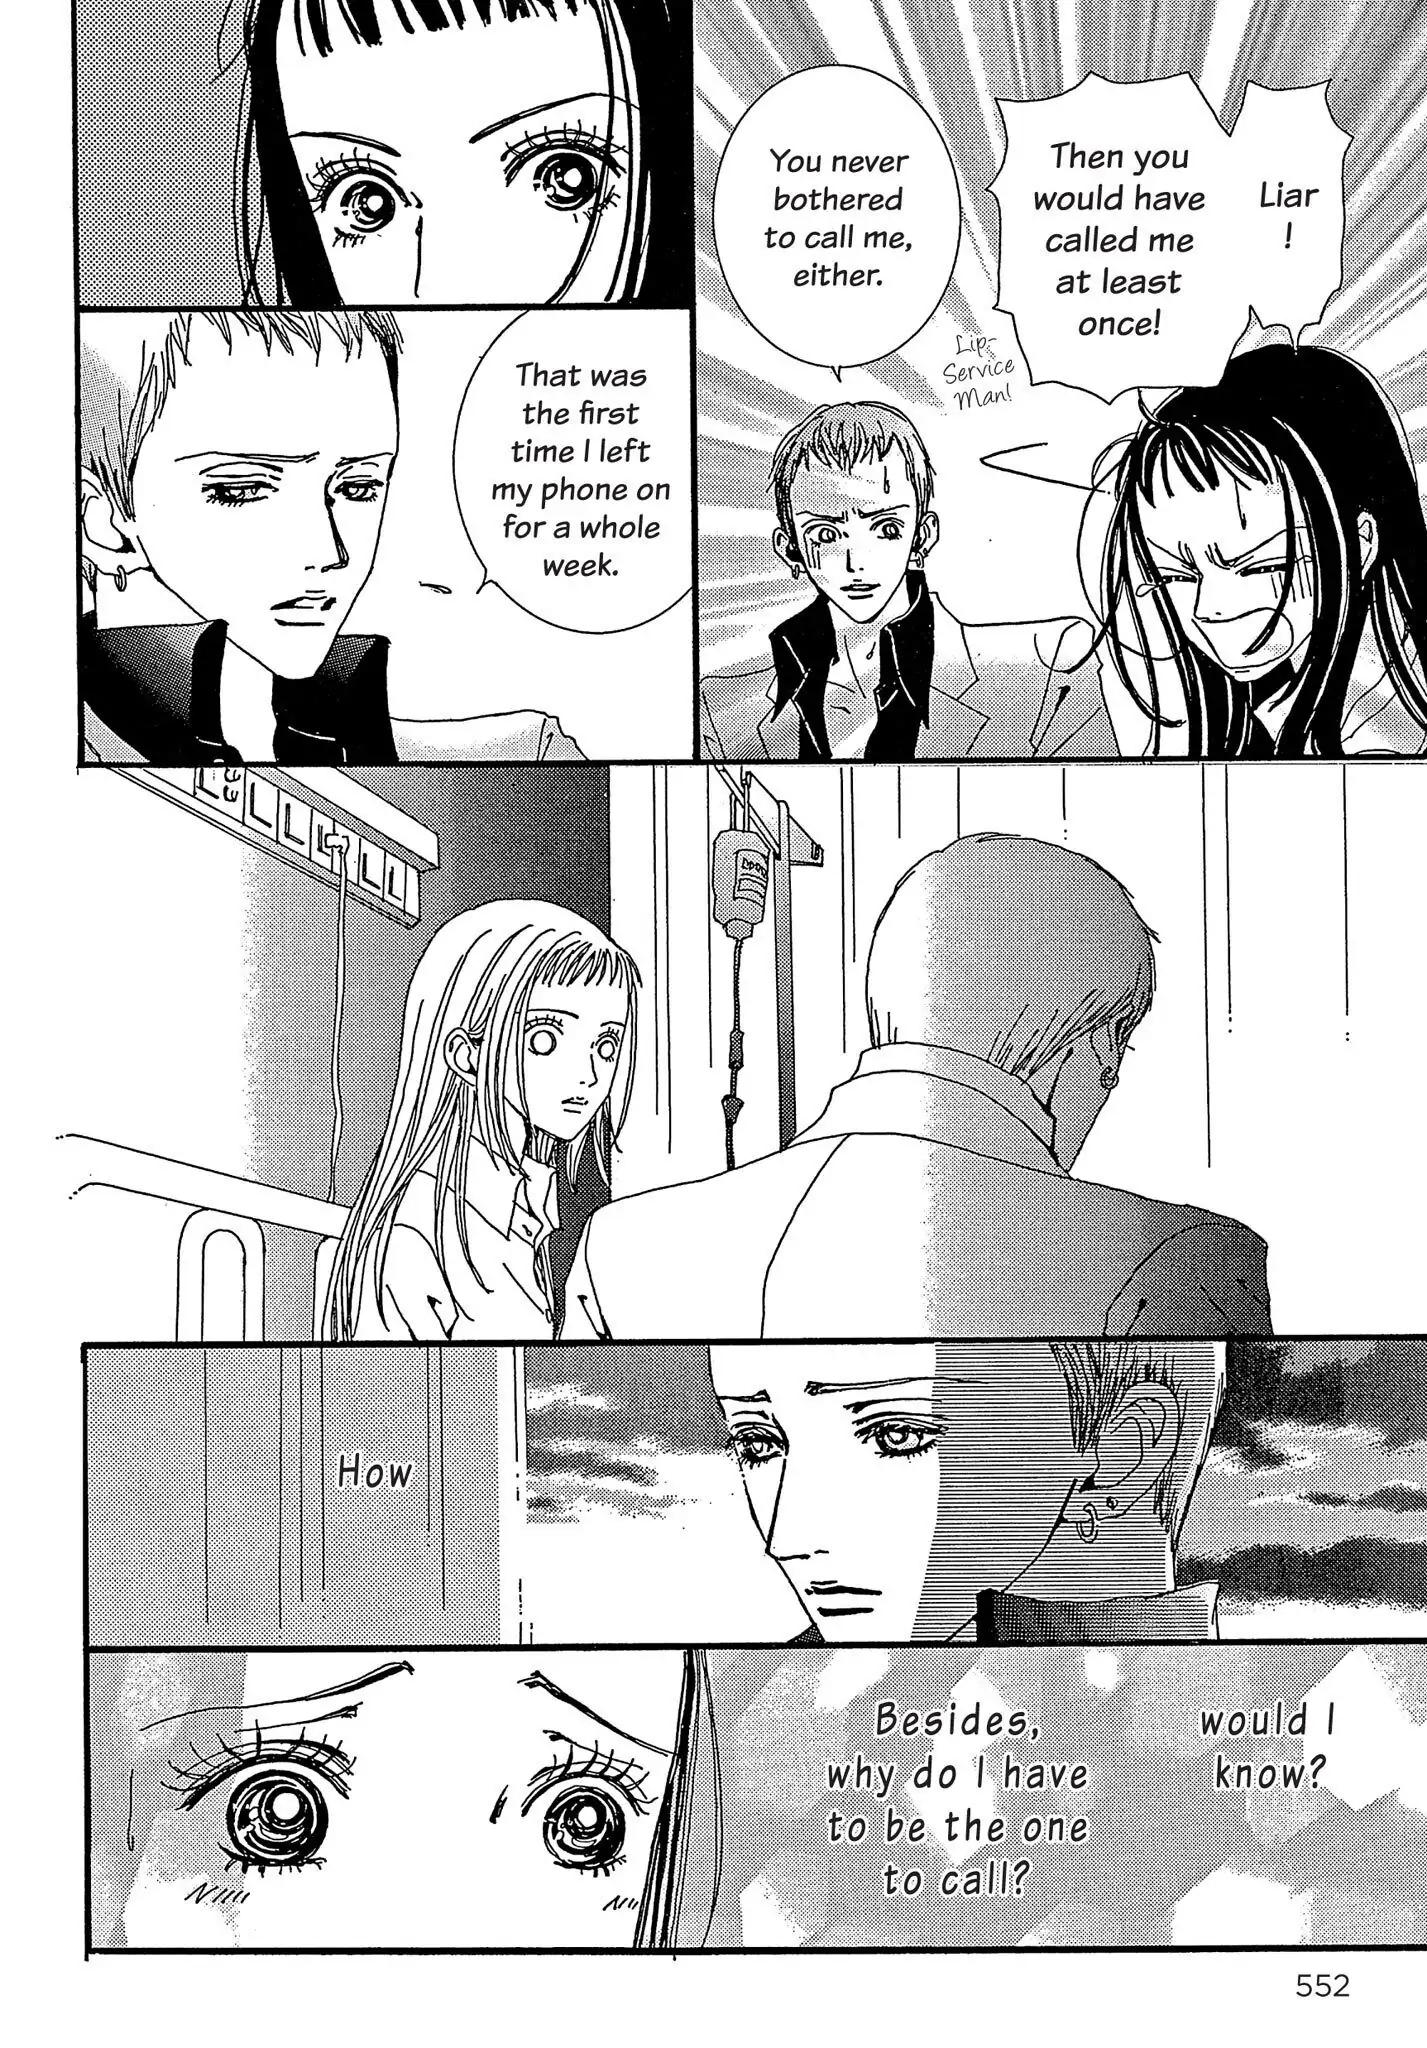 Liar
!
Then you
would have
called me
at least
once!
Lip-
Service
Man!
You never
bothered
to call me,
either.
That was
the first
time I left
my phone on
for a whole
week.
How
would I
know?
Besides,
why do I have
to be the one
to call?
552